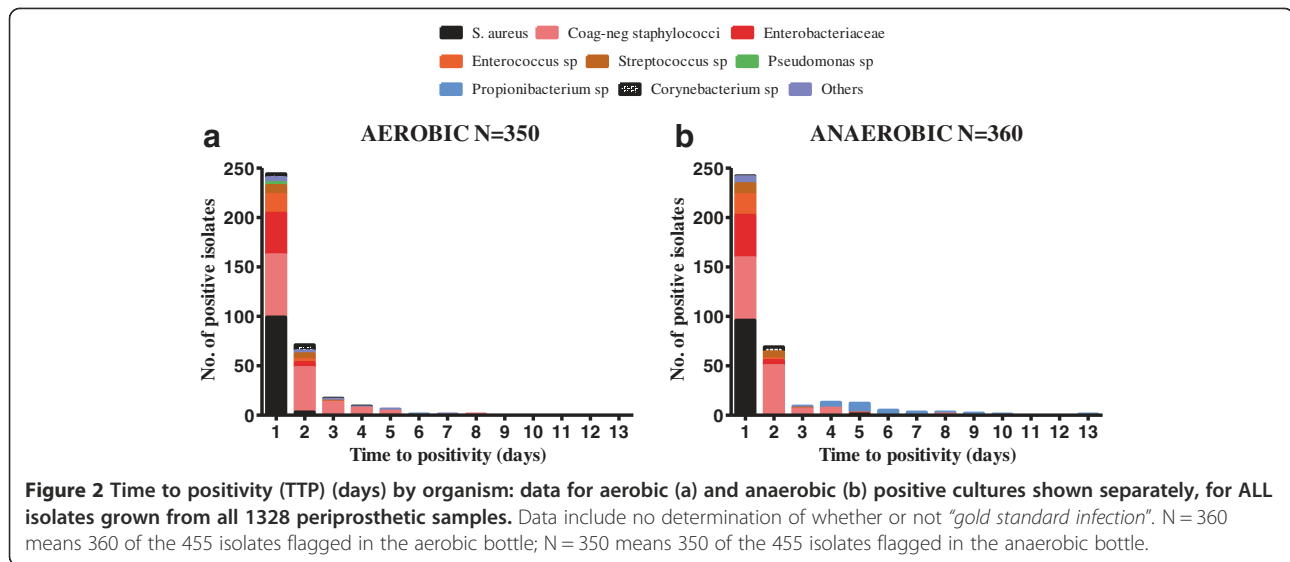 S. aureus Coag-neg staphylococci Enterobacteriaceae
Enterococcus sp Streptococcus sp Pseudomonas sp
Propionibacterium sp Corynebacterium sp Others
a AEROBIC N=350
250
200
150
100
50
0
No. of positive isolates
1 2 3 4 5 6 7 8 9 10 11 12 13
Time to positivity (days)
b ANAEROBIC N=360
250
200
150
100
50
0
No. of positive isolates
1 2 3 4 5 6 7 8 9 10 11 12 13
Time to positivity (days)
Figure 2 Time to positivity (TTP) (days) by organism: data for aerobic (a) and anaerobic (b) positive cultures shown separately, for ALL
isolates grown from all 1328 periprosthetic samples. Data include no determination of whether or not "gold standard infection". N = 360
means 360 of the 455 isolates flagged in the aerobic bottle; N = 350 means 350 of the 455 isolates flagged in the anaerobic bottle.